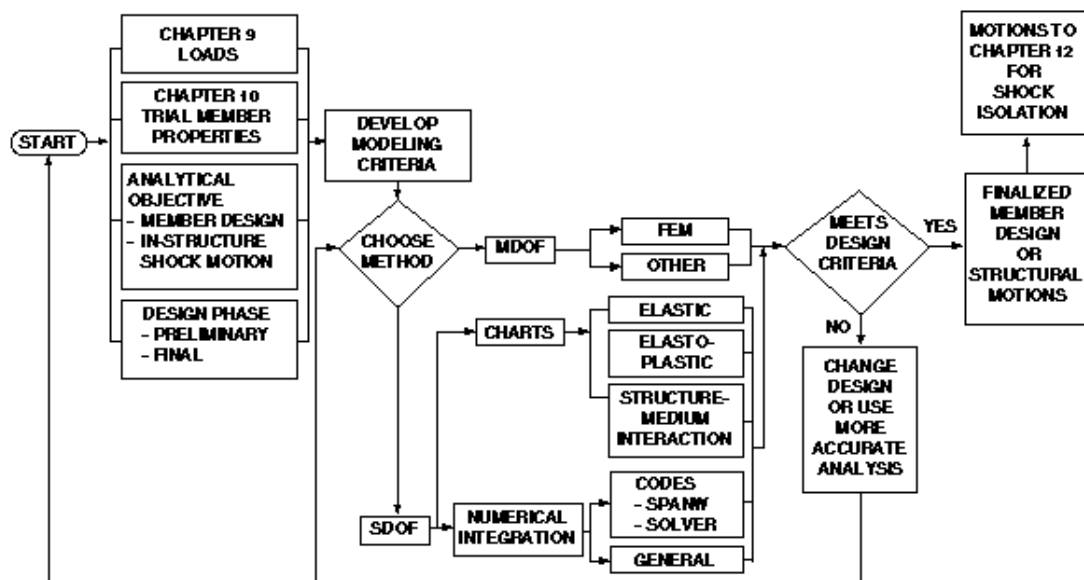 START
CHAPTER 9
LOADS
CHAPTER 10
TRIAL MEMBER
PROPERTIES
ANALYTICAL
OBJECTIVE
- MEMBER DESIGN
- IN-STRUCTURE
SHOCK MOTION
DESIGN PHASE
- PRELIMINARY
- FINAL
DEVELOP
MODELING
CRITERIA
CHOOSE
METHOD
MDOF
FEM
OTHER
CHARTS
ELASTIC
ELASTO-
PLASTIC
STRUCTURE-
MEDIUM
INTERACTION
SDOF
NUMERICAL
INTEGRATION
CODES
- SPANW
- SOLVER
GENERAL
MEETS
DESIGN
CRITERIA
YES
NO
FINALIZED
MEMBER
DESIGN
OR
STRUCTURAL
MOTIONS
MOTIONS TO
CHAPTER 12
FOR
SHOCK
ISOLATION
CHANGE
DESIGN
OR USE
MORE
ACCURATE
ANALYSIS